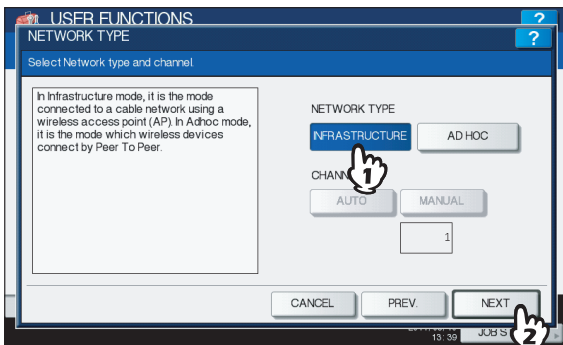 USER FUNCTIONS
?
NETWORK TYPE
?
Select Network type and channel
In Infrastructure mode, it is the mode
connected to a cable network using a
wireless access point (AP). In Adhoc mode,
it is the mode which wireless devices
connect by Peer To Peer.
NETWORK TYPE
INFRASTRUCTURE
AD HOC
1
AUTO
MANUAL
1
CANCEL
PREV.
NEXT
13:39
JOB S
2